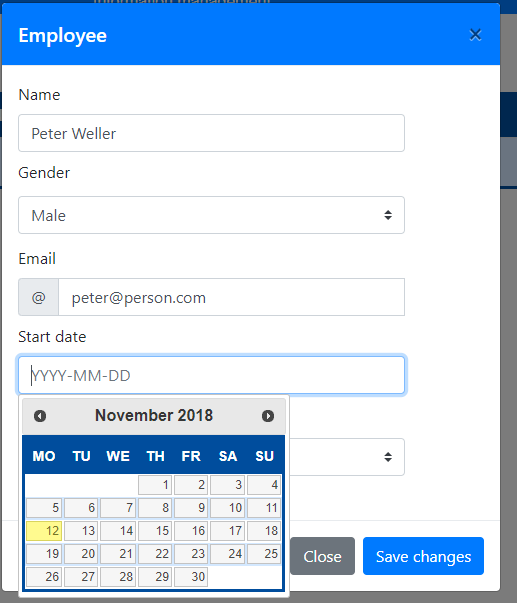 Information management
Employee ×
Name
Peter Weller
Gender
Male
Email
@ peter@person.com
Start date
YYYY-MM-DD
November 2018
MO TU WE TH FR SA SU
1 2 3 4
5 6 7 8 9 10 11
12 13 14 15 16 17 18
19 20 21 22 23 24 25
26 27 28 29 30
Close Save changes